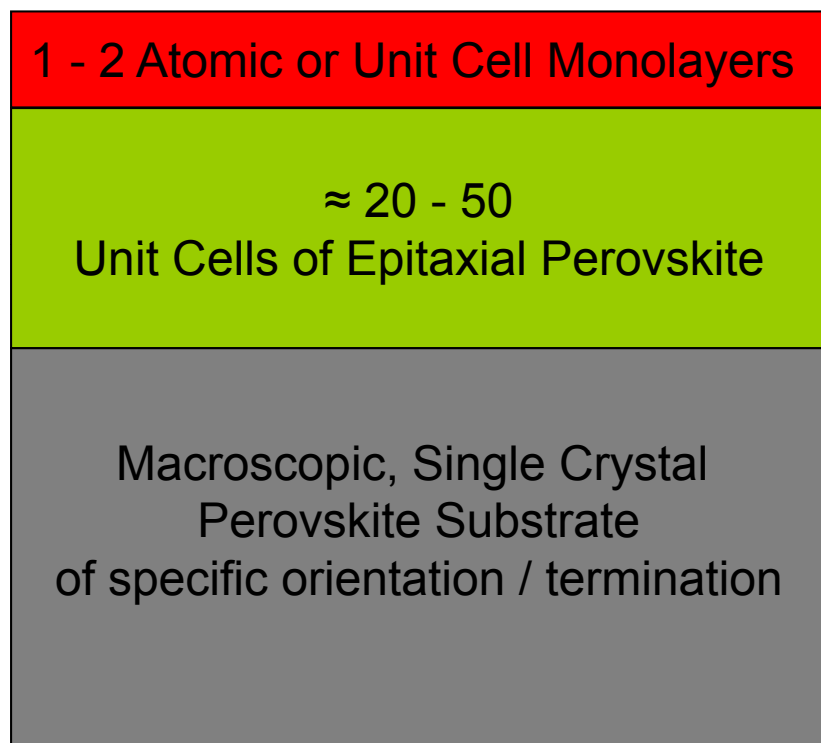 1 - 2 Atomic or Unit Cell Monolayers
≈ 20 - 50
Unit Cells of Epitaxial Perovskite
Macroscopic, Single Crystal
Perovskite Substrate
of specific orientation / termination